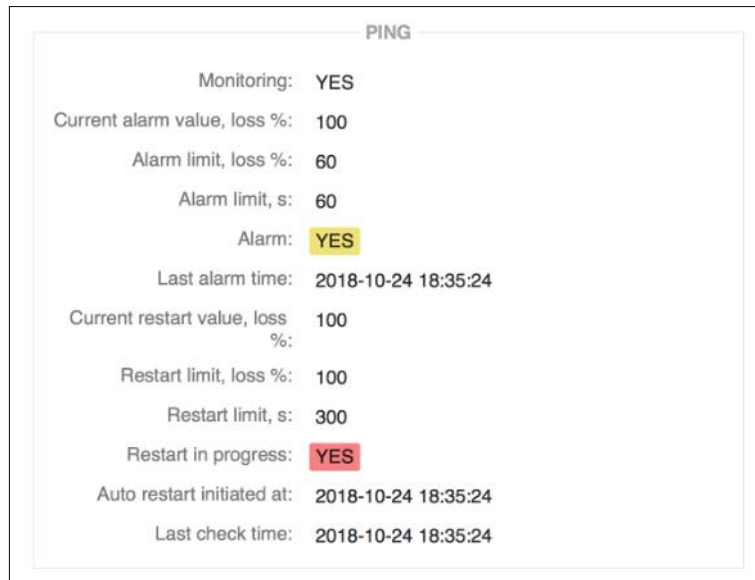 PING
Monitoring: YES
Current alarm value, loss %: 100
Alarm limit, loss %: 60
Alarm limit, s: 60
Alarm: YES
Last alarm time: 2018-10-24 18:35:24
Current restart value, loss 100
%:
Restart limit, loss %: 100
Restart limit, s: 300
Restart in progress: YES
Auto restart initiated at: 2018-10-24 18:35:24
Last check time: 2018-10-24 18:35:24